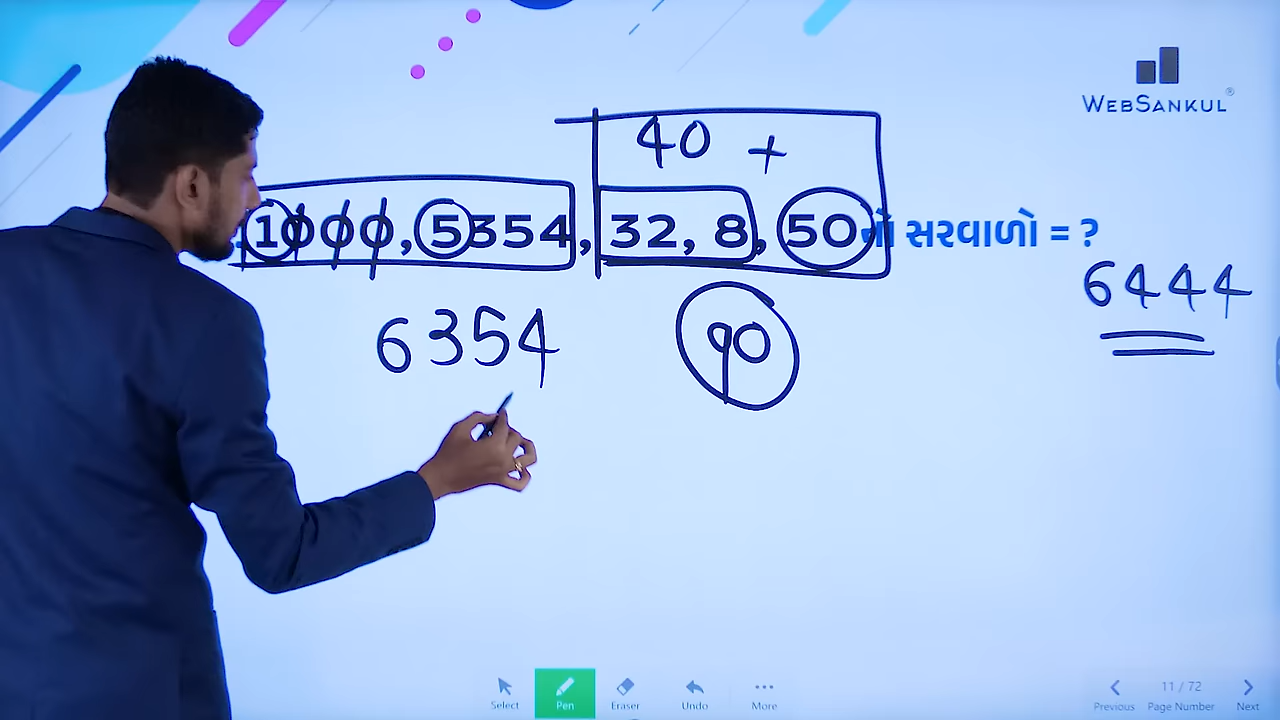 WEBSANKUL
40 +
1000, 5354, 32, 8, 50 નો સરવાળો = ?
6444
6354
90
Select
Pen
Eraser
Undo
More
11 / 72
Previous
Page Number
Next